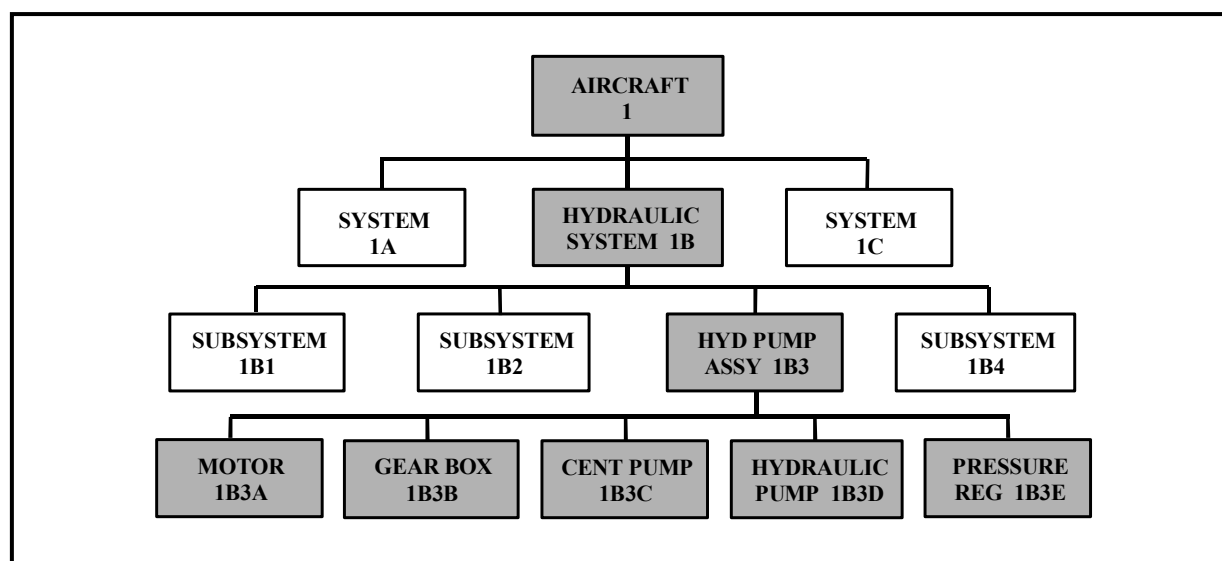 AIRCRAFT
1
SYSTEM
1A
HYDRAULIC
SYSTEM 1B
SYSTEM
1C
SUBSYSTEM
1B1
SUBSYSTEM
1B2
HYD PUMP
ASSY 1B3
SUBSYSTEM
1B4
MOTOR
1B3A
GEAR BOX
1B3B
CENT PUMP
1B3C
HYDRAULIC
PUMP 1B3D
PRESSURE
REG 1B3E